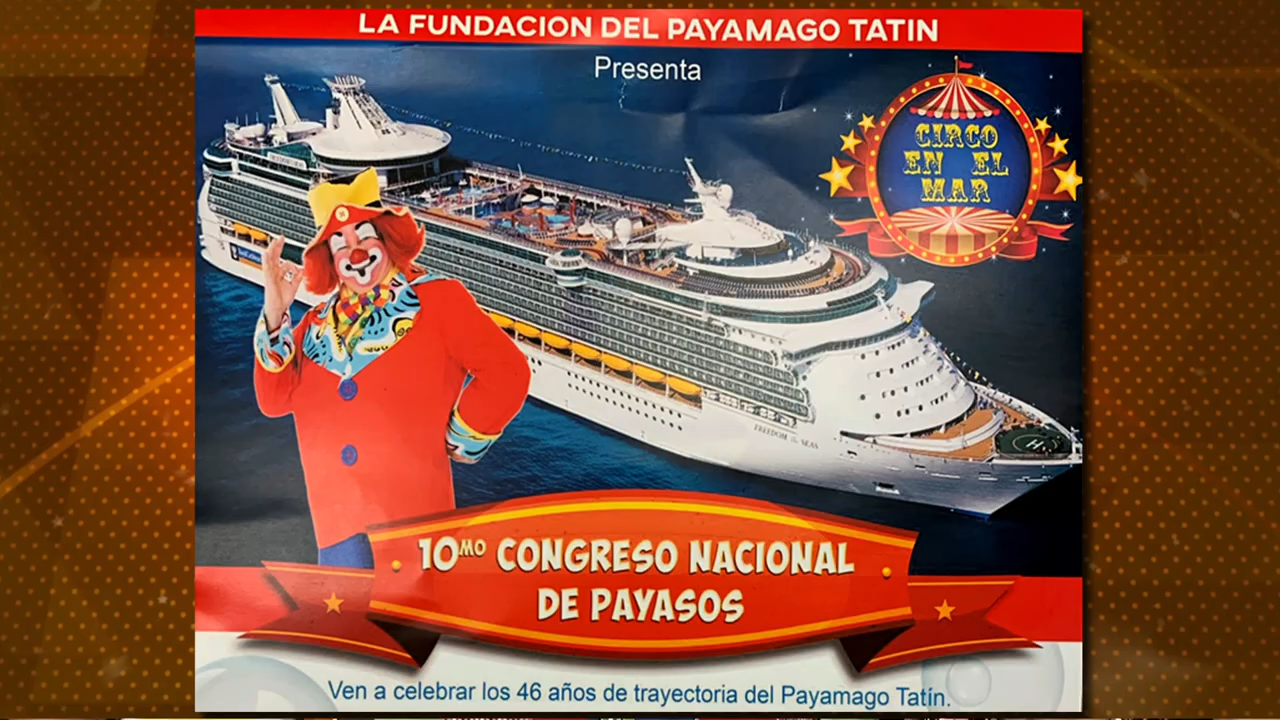 LA FUNDACION DEL PAYAMAGO TATIN
Presenta
CIRCO
EN EL
MAR
FREEDOM OF THE SEAS
10MO CONGRESO NACIONAL
DE PAYASOS
Ven a celebrar los 46 años de trayectoria del Payamago Tatín.
H